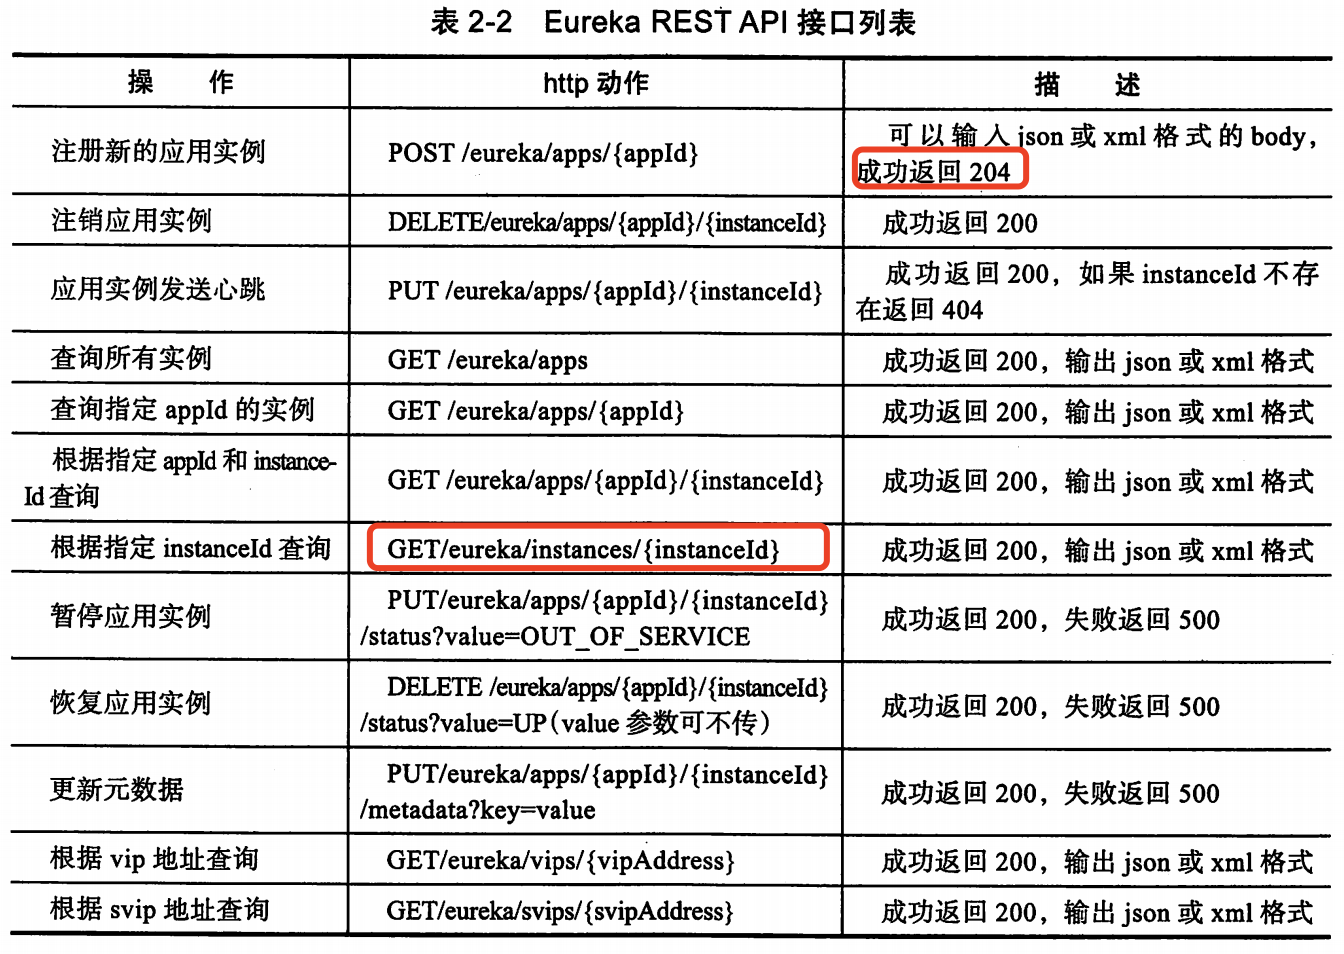 表 2-2 Eureka REST API 接口列表
操 作 http 动作 描 述
注册新的应用实例 POST /eureka/apps/{appId} 可以输入 json 或 xml 格式的 body,
成功返回 204
注销应用实例 DELETE/eureka/apps/{appId}/{instanceId} 成功返回 200
应用实例发送心跳 PUT /eureka/apps/{appId}/{instanceId} 成功返回 200，如果 instanceId 不存
在返回 404
查询所有实例 GET /eureka/apps 成功返回 200，输出 json 或 xml 格式
查询指定 appId 的实例 GET /eureka/apps/{appId} 成功返回 200，输出 json 或 xml 格式
根据指定 appId 和 instance-
Id 查询 GET /eureka/apps/{appId}/{instanceId} 成功返回 200，输出 json 或 xml 格式
根据指定 instanceId 查询 GET/eureka/instances/{instanceId} 成功返回 200，输出 json 或 xml 格式
暂停应用实例 PUT/eureka/apps/{appId}/{instanceId}
/status?value=OUT_OF_SERVICE 成功返回 200，失败返回 500
恢复应用实例 DELETE /eureka/apps/{appId}/{instanceId}
/status?value=UP（value 参数可不传） 成功返回 200，失败返回 500
更新元数据 PUT/eureka/apps/{appId}/{instanceId}
/metadata?key=value 成功返回 200，失败返回 500
根据 vip 地址查询 GET/eureka/vips/{vipAddress} 成功返回 200，输出 json 或 xml 格式
根据 svip 地址查询 GET/eureka/svips/{svipAddress} 成功返回 200，输出 json 或 xml 格式